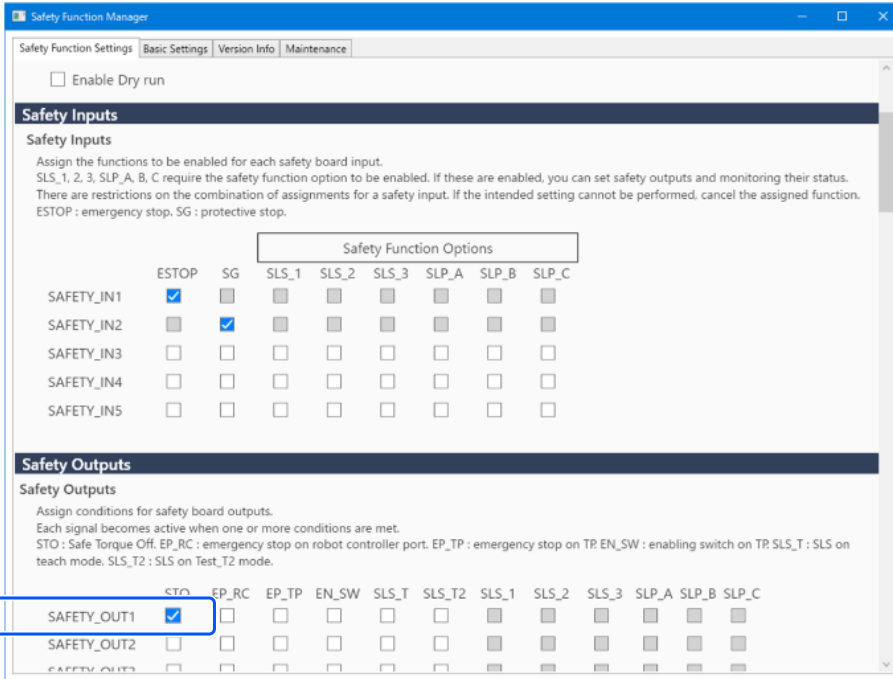 Safety Function Manager
Safety Function Settings Basic Settings Version Info Maintenance
Enable Dry run
Safety Inputs
Safety Inputs
Assign the functions to be enabled for each safety board input.
SLS_1, 2, 3, SLP_A, B, C require the safety function option to be enabled. If these are enabled, you can set safety outputs and monitoring their status.
There are restrictions on the combination of assignments for a safety input. If the intended setting cannot be performed, cancel the assigned function.
ESTOP : emergency stop. SG : protective stop.
Safety Function Options
ESTOP SG SLS_1 SLS_2 SLS_3 SLP_A SLP_B SLP_C
SAFETY_IN1
SAFETY_IN2
SAFETY_IN3
SAFETY_IN4
SAFETY_IN5
Safety Outputs
Safety Outputs
Assign conditions for safety board outputs.
Each signal becomes active when one or more conditions are met.
STO : Safe Torque Off. EP_RC : emergency stop on robot controller port. EP_TP : emergency stop on TP. EN_SW : enabling switch on TP. SLS_T : SLS on
teach mode. SLS_T2 : SLS on Test_T2 mode.
STO EP_RC EP_TP EN_SW SLS_T SLS_T2 SLS_1 SLS_2 SLS_3 SLP_A SLP_B SLP_C
SAFETY_OUT1
SAFETY_OUT2